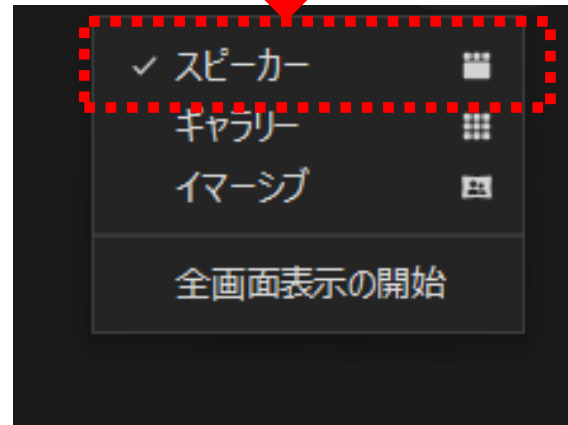 スピーカー
ギャラリー
イマーシブ
全画面表示の開始